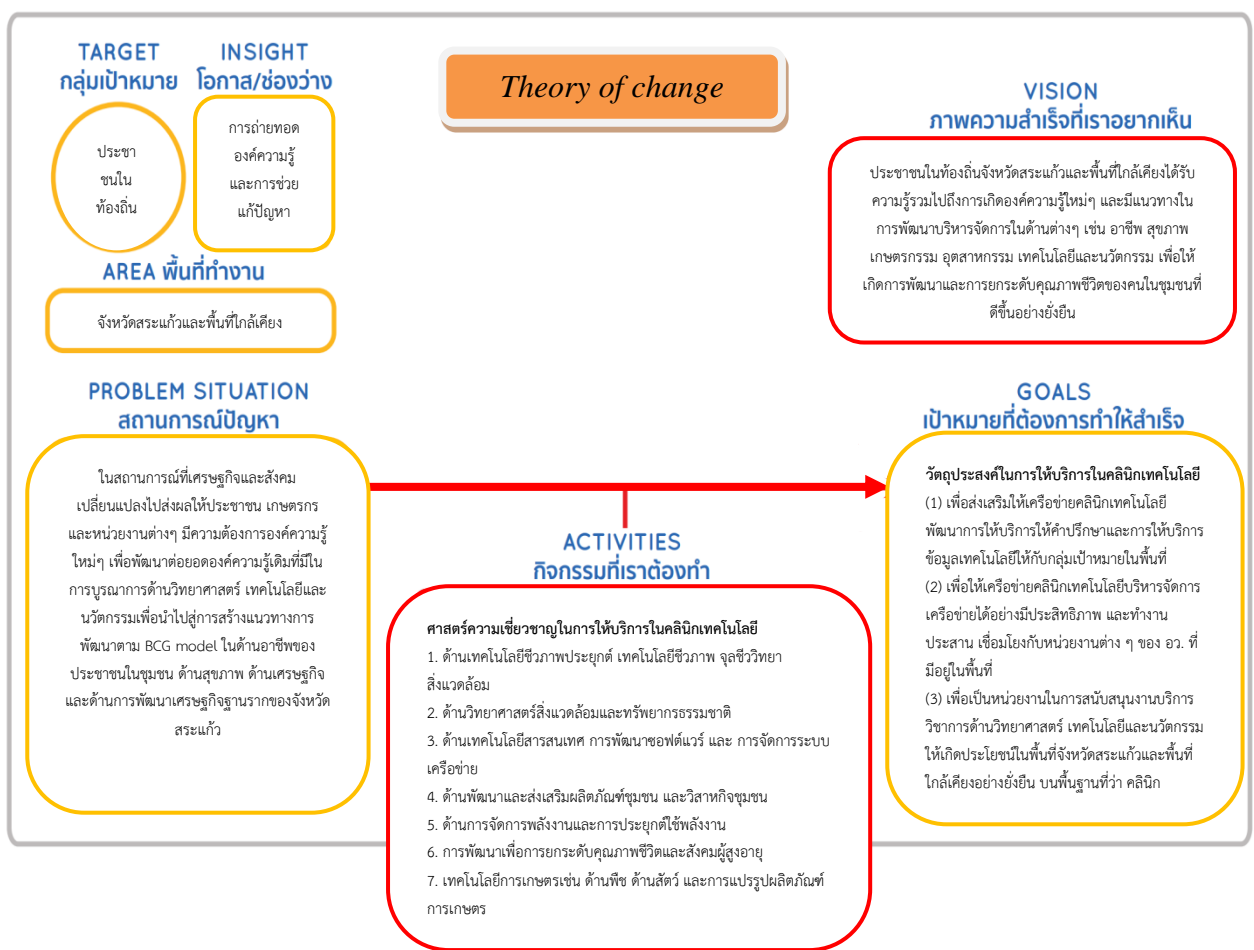 TARGET
กลุ่มเป้าหมาย
ประชา
ชนใน
ท้องถิ่น
INSIGHT
โอกาส/ช่องว่าง
การถ่ายทอด
องค์ความรู้
และการช่วย
แก้ปัญหา
AREA พื้นที่ทำงาน
จังหวัดสระแก้วและพื้นที่ใกล้เคียง
Theory of change
VISION
ภาพความสำเร็จที่เราอยากเห็น
ประชาชนในท้องถิ่นจังหวัดสระแก้วและพื้นที่ใกล้เคียงได้รับ
ความรู้รวมไปถึงการเกิดองค์ความรู้ใหม่ๆ และมีแนวทางใน
การพัฒนาบริหารจัดการในด้านต่างๆ เช่น อาชีพ สุขภาพ
เกษตรกรรม อุตสาหกรรม เทคโนโลยีและนวัตกรรม เพื่อให้
เกิดการพัฒนาและการยกระดับคุณภาพชีวิตของคนในชุมชนที่
ดีขึ้นอย่างยั่งยืน
PROBLEM SITUATION
สถานการณ์ปัญหา
ในสถานการณ์ที่เศรษฐกิจและสังคม
เปลี่ยนแปลงไปส่งผลให้ประชาชน เกษตรกร
และหน่วยงานต่างๆ มีความต้องการองค์ความรู้
ใหม่ๆ เพื่อพัฒนาต่อยอดองค์ความรู้เดิมที่มีใน
การบูรณาการด้านวิทยาศาสตร์ เทคโนโลยีและ
นวัตกรรมเพื่อนำไปสู่การสร้างแนวทางการ
พัฒนาตาม BCG model ในด้านอาชีพของ
ประชาชนในชุมชน ด้านสุขภาพ ด้านเศรษฐกิจ
และด้านการพัฒนาเศรษฐกิจฐานรากของจังหวัด
สระแก้ว
ACTIVITIES
กิจกรรมที่เราต้องทำ
ศาสตร์ความเชี่ยวชาญในการให้บริการในคลินิกเทคโนโลยี
1. ด้านเทคโนโลยีชีวภาพประยุกต์ เทคโนโลยีชีวภาพ จุลชีววิทยา
สิ่งแวดล้อม
2. ด้านวิทยาศาสตร์สิ่งแวดล้อมและทรัพยากรธรรมชาติ
3. ด้านเทคโนโลยีสารสนเทศ การพัฒนาซอฟต์แวร์ และ การจัดการระบบ
เครือข่าย
4. ด้านพัฒนาและส่งเสริมผลิตภัณฑ์ชุมชน และวิสาหกิจชุมชน
5. ด้านการจัดการพลังงานและการประยุกต์ใช้พลังงาน
6. การพัฒนาเพื่อการยกระดับคุณภาพชีวิตและสังคมผู้สูงอายุ
7. เทคโนโลยีการเกษตรเช่น ด้านพืช ด้านสัตว์ และการแปรรูปผลิตภัณฑ์
การเกษตร
GOALS
เป้าหมายที่ต้องการทำให้สำเร็จ
วัตถุประสงค์ในการให้บริการในคลินิกเทคโนโลยี
(1) เพื่อส่งเสริมให้เครือข่ายคลินิกเทคโนโลยี
พัฒนาการให้บริการให้คำปรึกษาและการให้บริการ
ข้อมูลเทคโนโลยีให้กับกลุ่มเป้าหมายในพื้นที่
(2) เพื่อให้เครือข่ายคลินิกเทคโนโลยีบริหารจัดการ
เครือข่ายได้อย่างมีประสิทธิภาพ และทำงาน
ประสาน เชื่อมโยงกับหน่วยงานต่าง ๆ ของ อว. ที่
มีอยู่ในพื้นที่
(3) เพื่อเป็นหน่วยงานในการสนับสนุนงานบริการ
วิชาการด้านวิทยาศาสตร์ เทคโนโลยีและนวัตกรรม
ให้เกิดประโยชน์ในพื้นที่จังหวัดสระแก้วและพื้นที่
ใกล้เคียงอย่างยั่งยืน บนพื้นฐานที่ว่า คลินิก